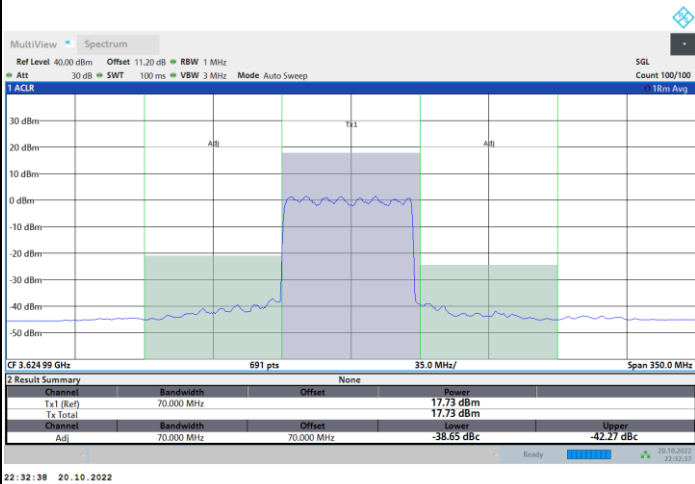 MultiView Spectrum
Ref Level 40.00 dBm Offset 11.20 dB RBW 1 MHz SGL
Att 30 dB SWT 100 ms VBW 3 MHz Mode Auto Sweep Count 100/100
1 ACLR 1Rm Avg
30 dBm
Tx1
20 dBm
Adj Adj
10 dBm
0 dBm
-10 dBm
-20 dBm
-30 dBm
-40 dBm
-50 dBm
CF 3.624 99 GHz 691 pts 35.0 MHz/ Span 350.0 MHz
2 Result Summary None
Channel Bandwidth Offset Power
Tx1 (Ref) 70.000 MHz 17.73 dBm
Tx Total 17.73 dBm
Channel Bandwidth Offset Lower Upper
Adj 70.000 MHz 70.000 MHz -38.65 dBc -42.27 dBc
Ready 20.10.2022
22:32:37
22:32:38 20.10.2022